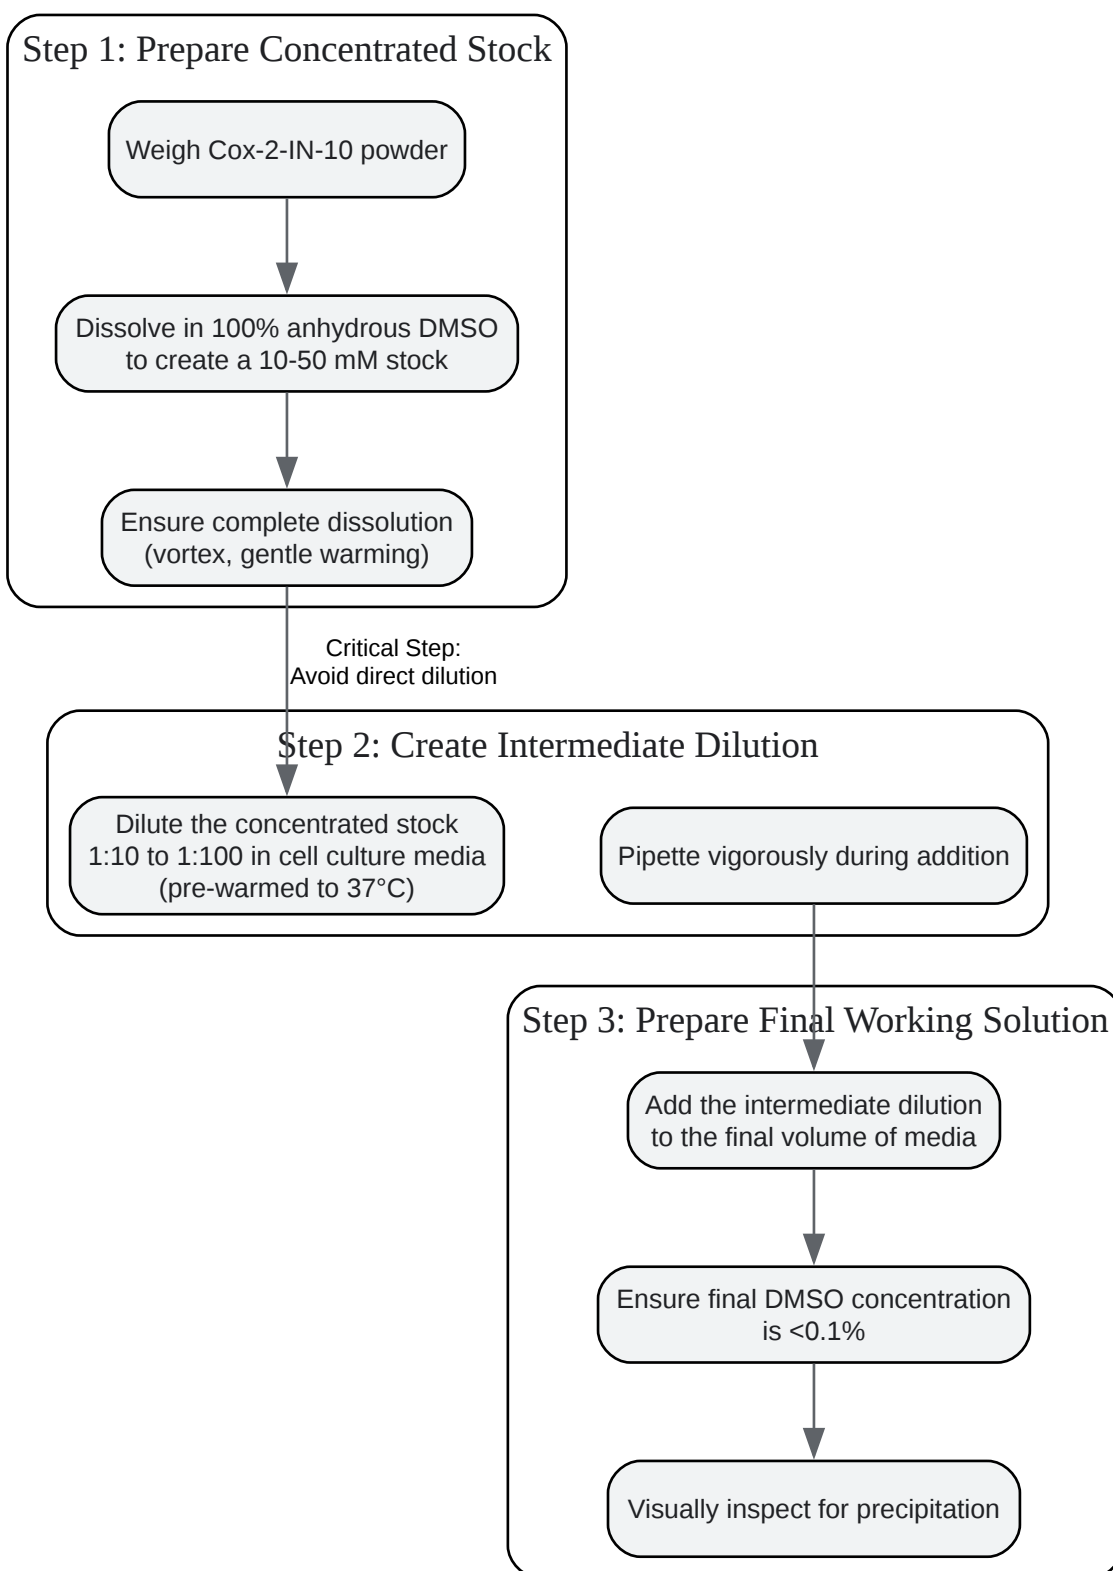 Step 1: Prepare Concentrated Stock
Weigh Cox-2-IN-10 powder
Dissolve in 100% anhydrous DMSO
to create a 10-50 mM stock
Ensure complete dissolution
(vortex, gentle warming)
Critical Step:
Avoid direct dilution
Step 2: Create Intermediate Dilution
Dilute the concentrated stock
1:10 to 1:100 in cell culture media
(pre-warmed to 37°C)
Pipette vigorously during addition
Step 3: Prepare Final Working Solution
Add the intermediate dilution
to the final volume of media
Ensure final DMSO concentration
is <0.1%
Visually inspect for precipitation